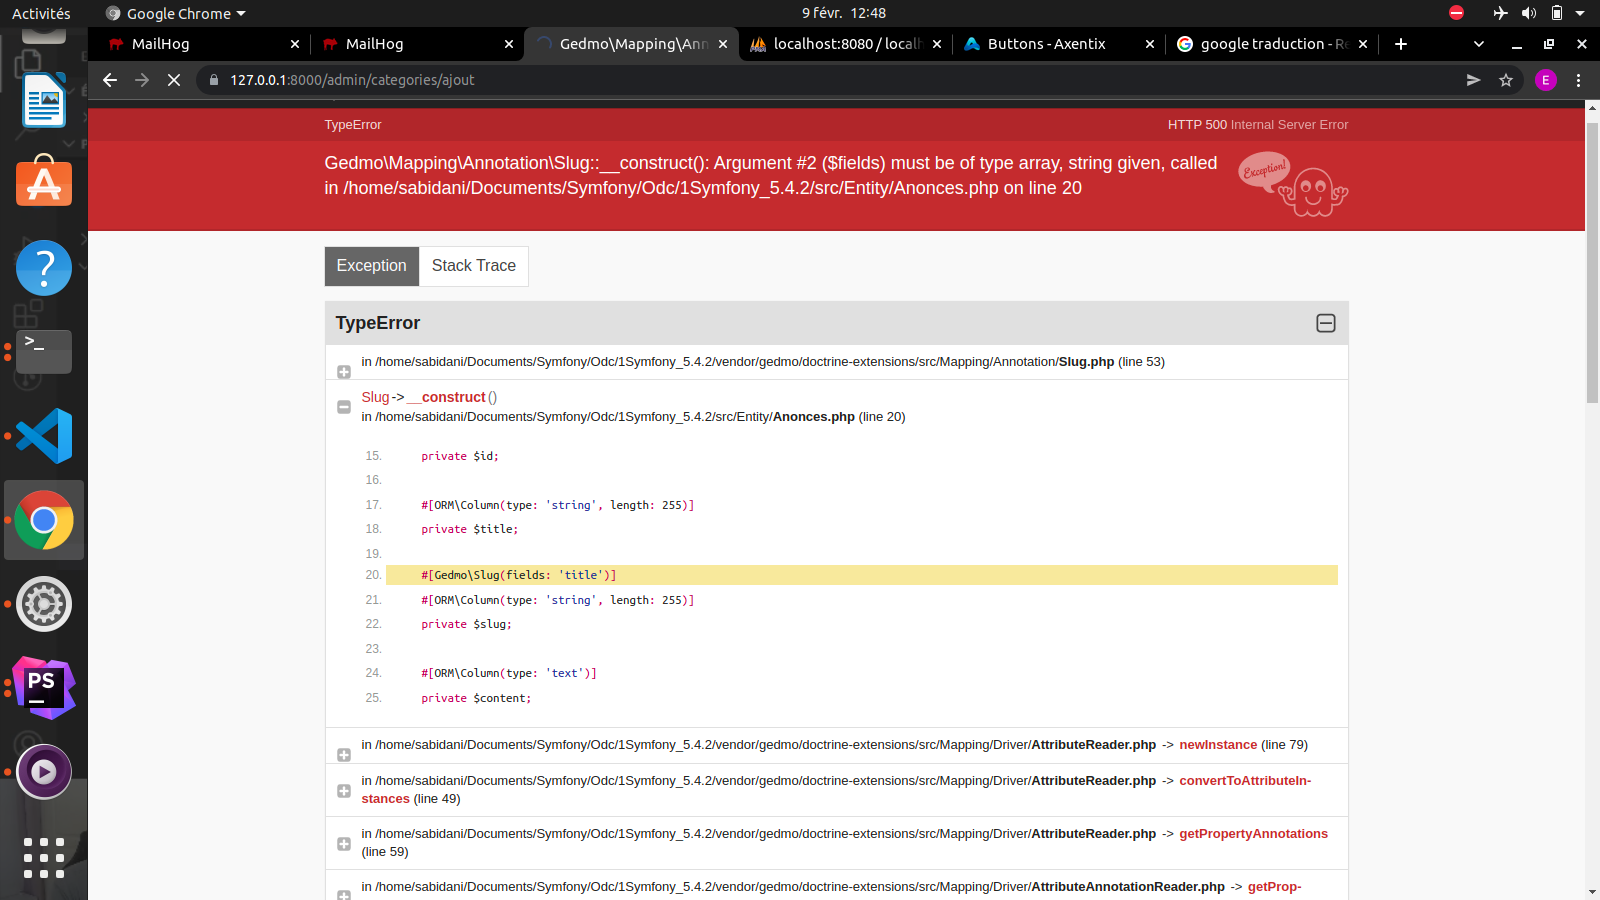 Activités
Google Chrome
9 févr.  12:48
MailHog
MailHog
Gedmo\Mapping\Ann
localhost:8080 / localh
Buttons - Axentix
google traduction - Re
127.0.0.1:8000/admin/categories/ajout
E
TypeError
HTTP 500 Internal Server Error
Gedmo\Mapping\Annotation\Slug::__construct(): Argument #2 ($fields) must be of type array, string given, called
in /home/sabidani/Documents/Symfony/Odc/1Symfony_5.4.2/src/Entity/Anonces.php on line 20
Exception!
Exception
Stack Trace
TypeError
in /home/sabidani/Documents/Symfony/Odc/1Symfony_5.4.2/vendor/gedmo/doctrine-extensions/src/Mapping/Annotation/Slug.php (line 53)
Slug->__construct()
in /home/sabidani/Documents/Symfony/Odc/1Symfony_5.4.2/src/Entity/Anonces.php (line 20)
15. private $id;
16.
17. #[ORM\Column(type: 'string', length: 255)]
18. private $title;
19.
20. #[Gedmo\Slug(fields: 'title')]
21. #[ORM\Column(type: 'string', length: 255)]
22. private $slug;
23.
24. #[ORM\Column(type: 'text')]
25. private $content;
in /home/sabidani/Documents/Symfony/Odc/1Symfony_5.4.2/vendor/gedmo/doctrine-extensions/src/Mapping/Driver/AttributeReader.php -> newInstance (line 79)
in /home/sabidani/Documents/Symfony/Odc/1Symfony_5.4.2/vendor/gedmo/doctrine-extensions/src/Mapping/Driver/AttributeReader.php -> convertToAttributeIn-
stances (line 49)
in /home/sabidani/Documents/Symfony/Odc/1Symfony_5.4.2/vendor/gedmo/doctrine-extensions/src/Mapping/Driver/AttributeReader.php -> getPropertyAnnotations
(line 59)
in /home/sabidani/Documents/Symfony/Odc/1Symfony_5.4.2/vendor/gedmo/doctrine-extensions/src/Mapping/Driver/AttributeAnnotationReader.php -> getProp-
PS